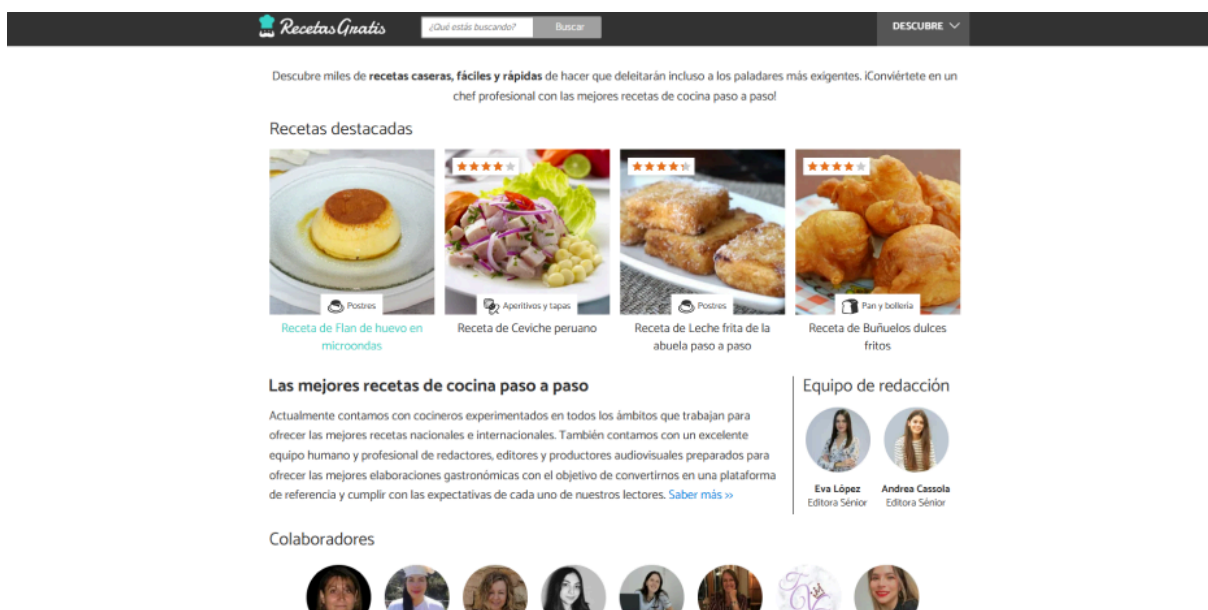 RecetasGratis
¿Qué estás buscando?
Buscar
DESCUBRE
Descubre miles de recetas caseras, fáciles y rápidas de hacer que deleitarán incluso a los paladares más exigentes. ¡Conviértete en un
chef profesional con las mejores recetas de cocina paso a paso!
Recetas destacadas
Postres
Aperitivos y tapas
Postres
Pan y bollería
Receta de Flan de huevo en
microondas
Receta de Ceviche peruano
Receta de Leche frita de la
abuela paso a paso
Receta de Buñuelos dulces
fritos
Las mejores recetas de cocina paso a paso
Actualmente contamos con cocineros experimentados en todos los ámbitos que trabajan para
ofrecer las mejores recetas nacionales e internacionales. También contamos con un excelente
equipo humano y profesional de redactores, editores y productores audiovisuales preparados para
ofrecer las mejores elaboraciones gastronómicas con el objetivo de convertirnos en una plataforma
de referencia y cumplir con las expectativas de cada uno de nuestros lectores. Saber más »
Equipo de redacción
Eva López
Editora Sénior
Andrea Cassola
Editora Sénior
Colaboradores